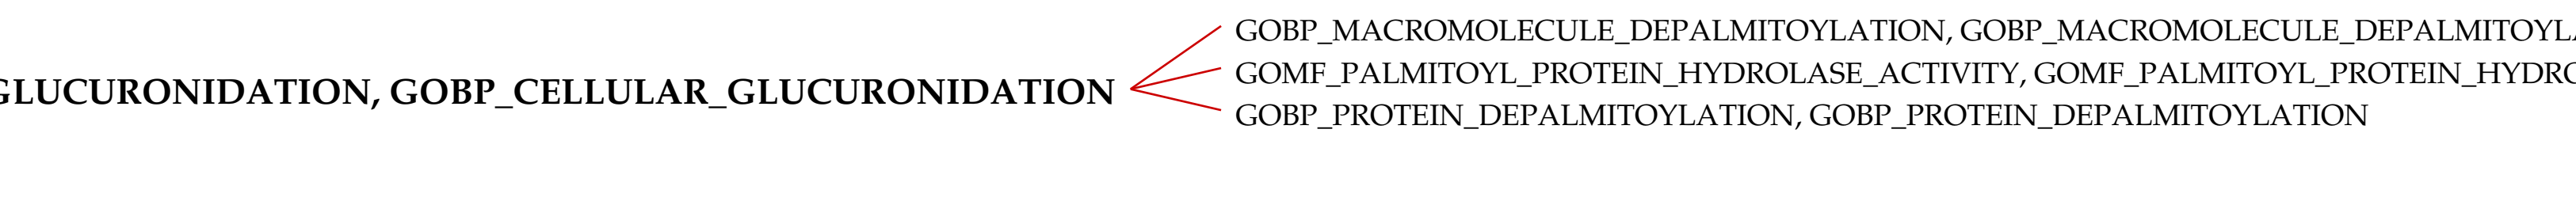 GLUCURONIDATION, GOBP_CELLULAR_GLUCURONIDATION
GOBP_MACROMOLECULE_DEPALMITOYLATION, GOBP_MACROMOLECULE_DEPALMITOYL
GOMF_PALMITOYL_PROTEIN_HYDROLASE_ACTIVITY, GOMF_PALMITOYL_PROTEIN_HYDRO
GOBP_PROTEIN_DEPALMITOYLATION, GOBP_PROTEIN_DEPALMITOYLATION